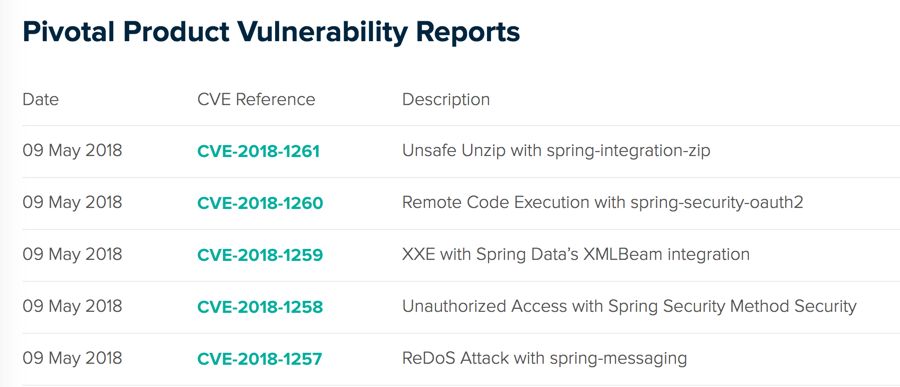 Pivotal Product Vulnerability Reports
Date CVE Reference Description
09 May 2018 CVE-2018-1261 Unsafe Unzip with spring-integration-zip
09 May 2018 CVE-2018-1260 Remote Code Execution with spring-security-oauth2
09 May 2018 CVE-2018-1259 XXE with Spring Data’s XMLBeam integration
09 May 2018 CVE-2018-1258 Unauthorized Access with Spring Security Method Security
09 May 2018 CVE-2018-1257 ReDoS Attack with spring-messaging